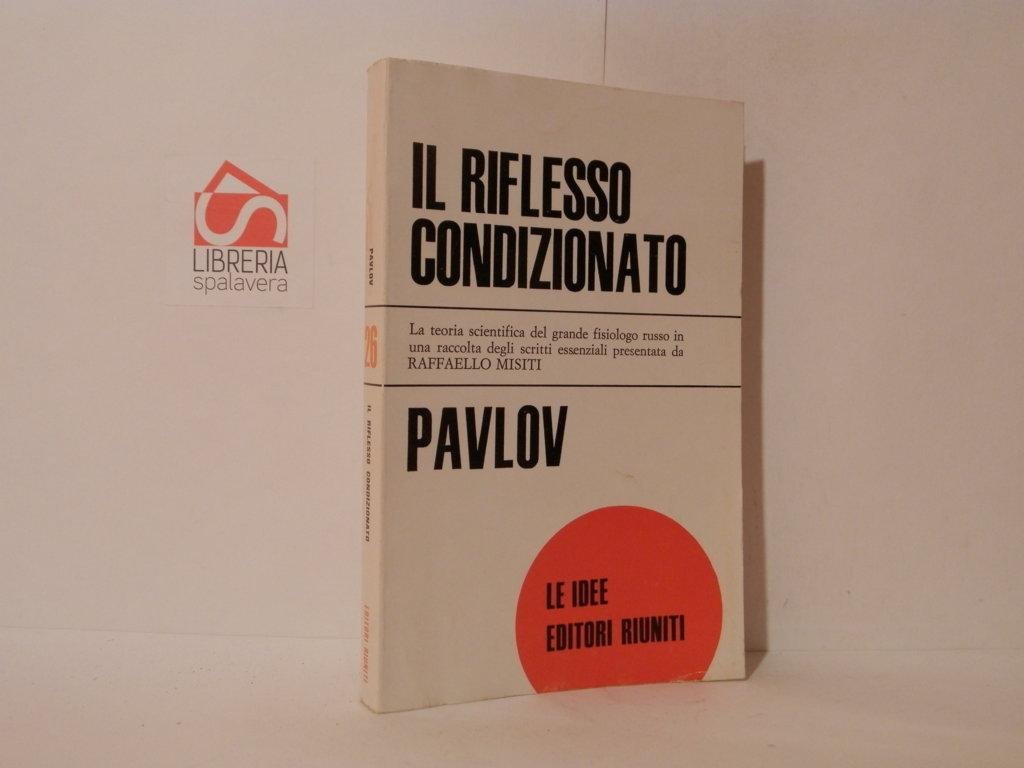 LIBRERIA
spalavera
PAVLOV
26
IL RIFLESSO CONDIZIONATO
EDITORI RIUNITI
IL RIFLESSO
CONDIZIONATO
La teoria scientifica del grande fisiologo russo in
una raccolta degli scritti essenziali presentata da
RAFFAELLO MISITI
PAVLOV
LE IDEE
EDITORI RIUNITI